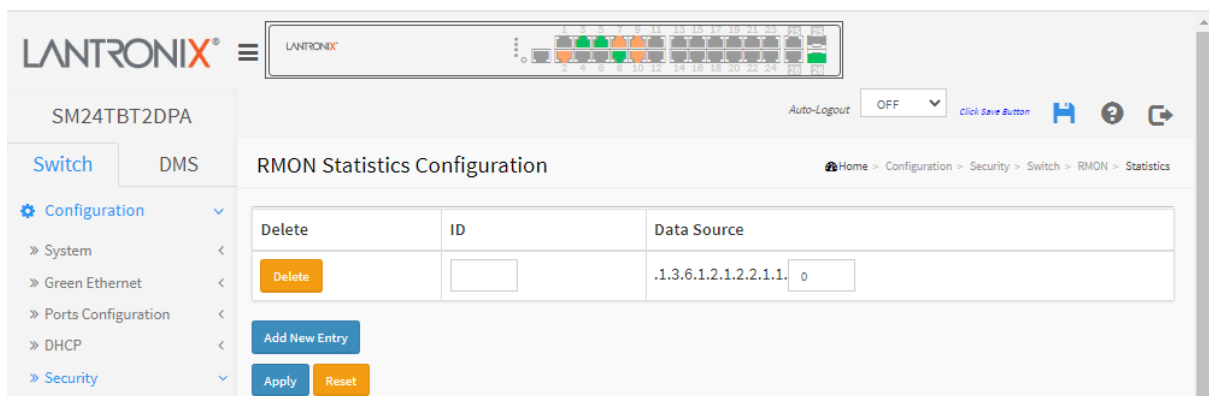 LANTRONIX®
LANTRONIX
1 3 5 7 9 11 13 15 17 19 21 23
2 4 6 8 10 12 14 16 18 20 22 24
SM24TBT2DPA
Auto-Logout OFF Click Save Button
Switch DMS
RMON Statistics Configuration
Home > Configuration > Security > Switch > RMON > Statistics
Configuration
» System
» Green Ethernet
» Ports Configuration
» DHCP
» Security
Delete ID Data Source
Delete .1.3.6.1.2.1.2.2.1.1. 0
Add New Entry
Apply Reset